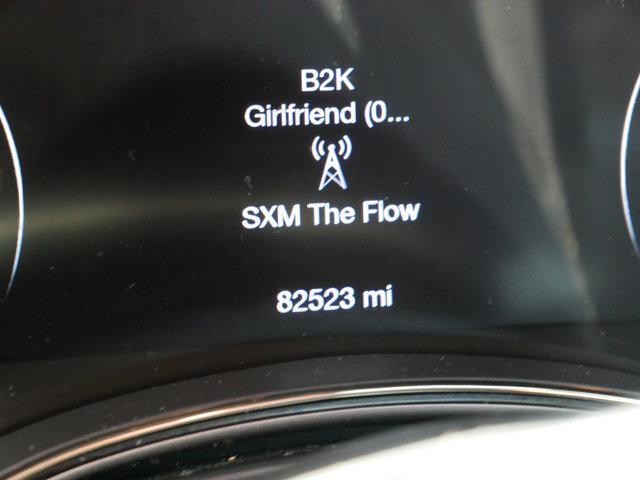 B2K
Girlfriend (0...
SXM The Flow
82523 mi